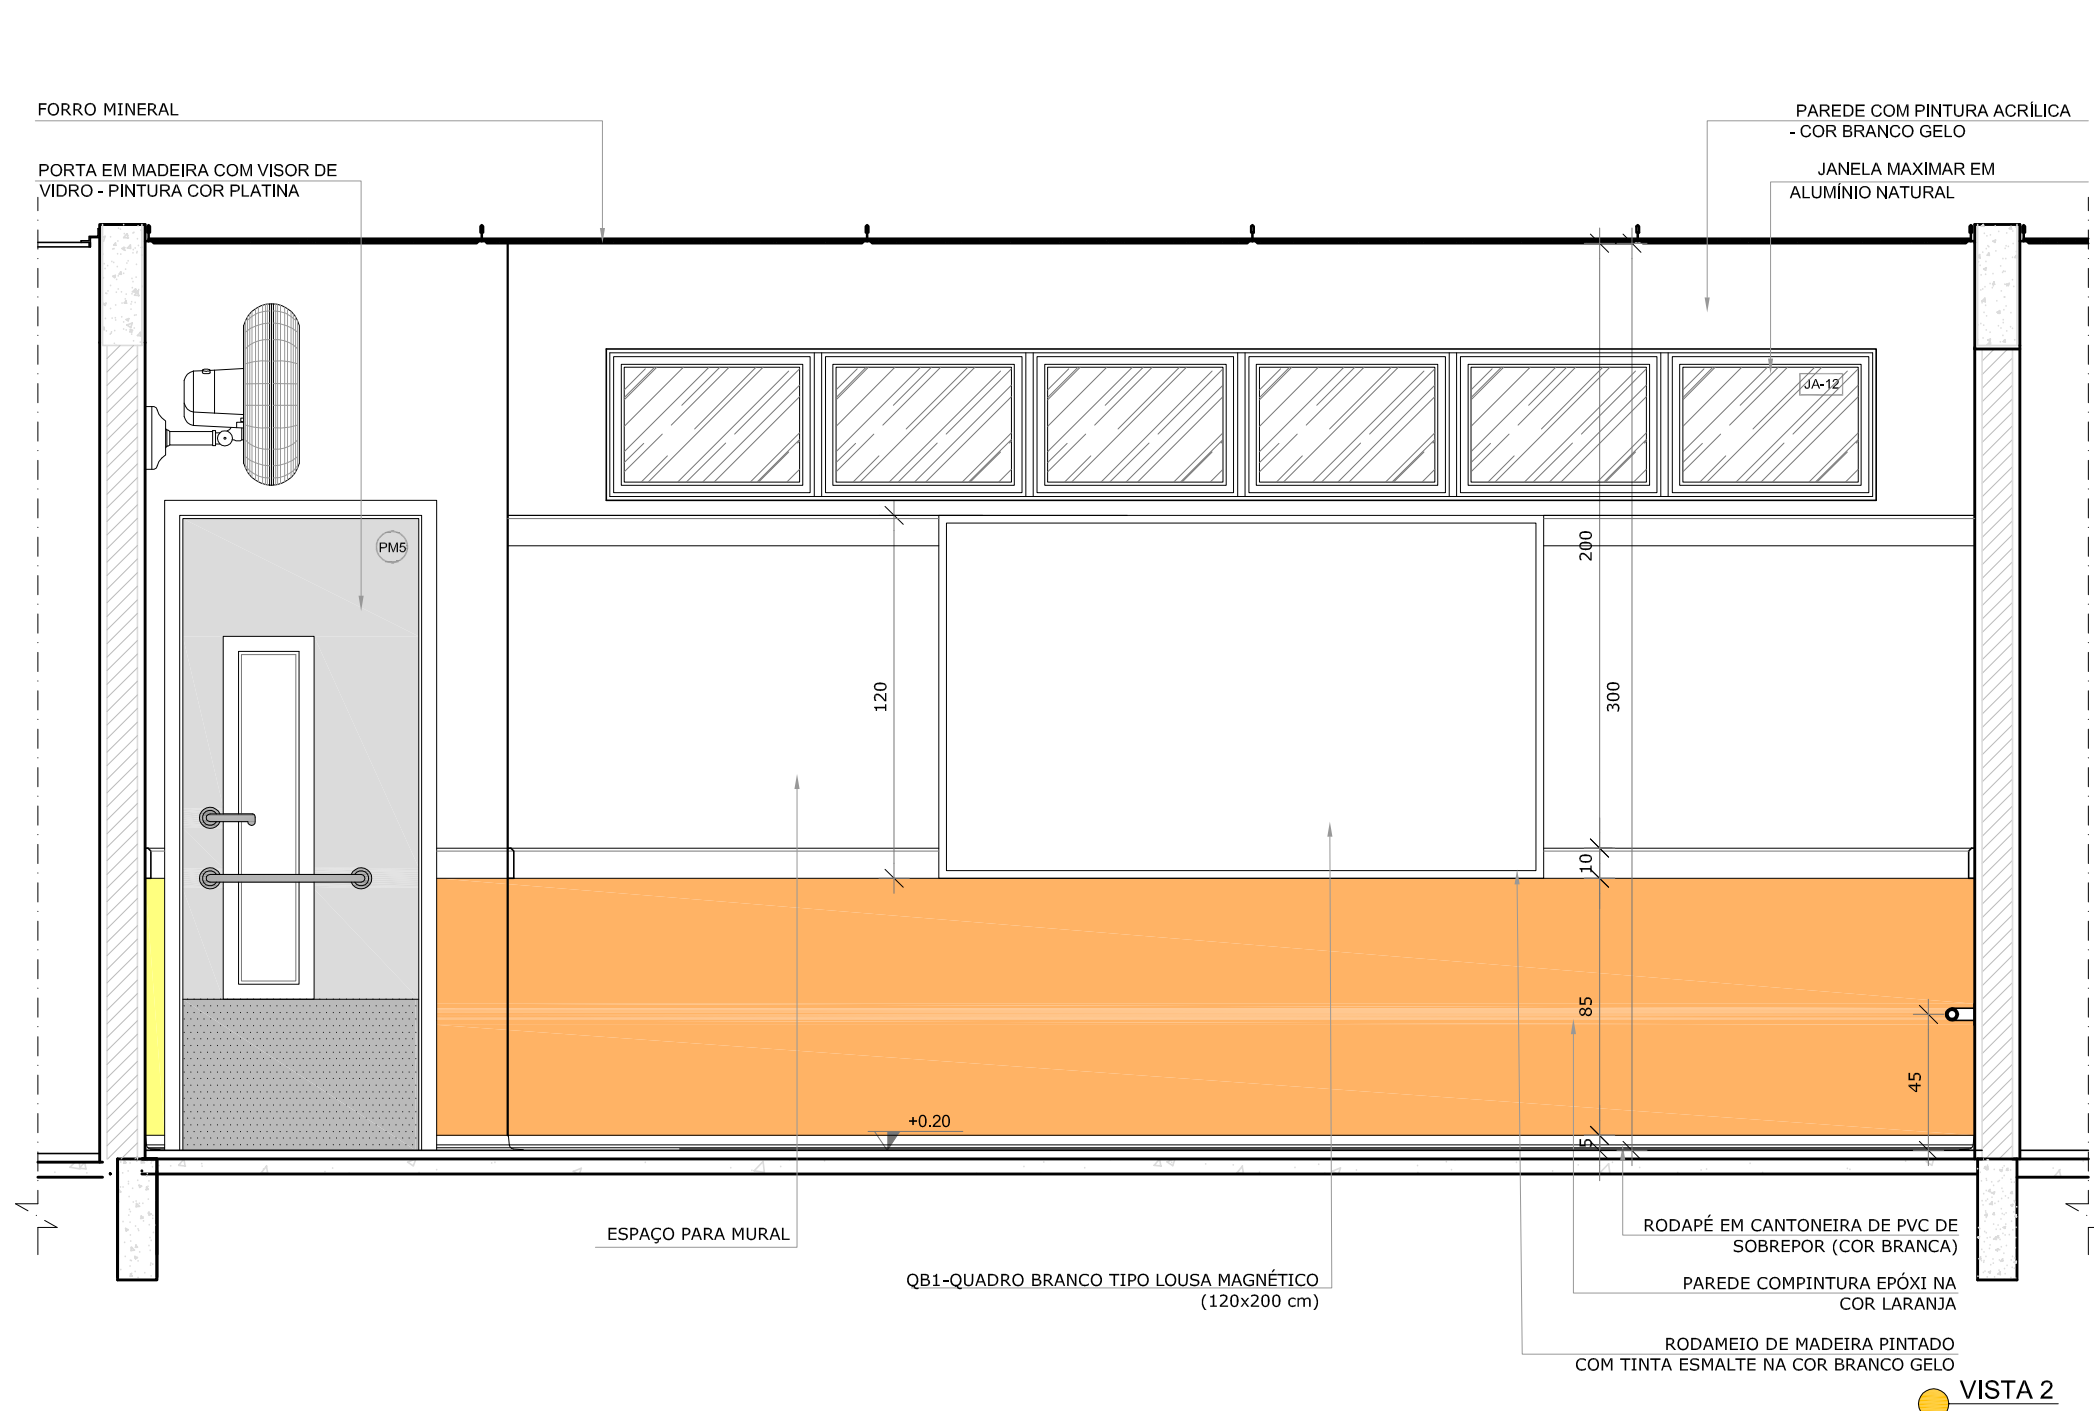 FORRO MINERAL
PORTA EM MADEIRA COM VISOR DE
VIDRO - PINTURA COR PLATINA
PAREDE COM PINTURA ACRÍLICA
- COR BRANCO GELO
JANELA MAXIMAR EM
ALUMÍNIO NATURAL
JA-12
PM5
200
120
300
10
85
45
+0.20
5
ESPAÇO PARA MURAL
QB1-QUADRO BRANCO TIPO LOUSA MAGNÉTICO
(120x200 cm)
RODAPÉ EM CANTONEIRA DE PVC DE
SOBREPOR (COR BRANCA)
PAREDE COMPINTURA EPÓXI NA
COR LARANJA
RODAMEIO DE MADEIRA PINTADO
COM TINTA ESMALTE NA COR BRANCO GELO
VISTA 2